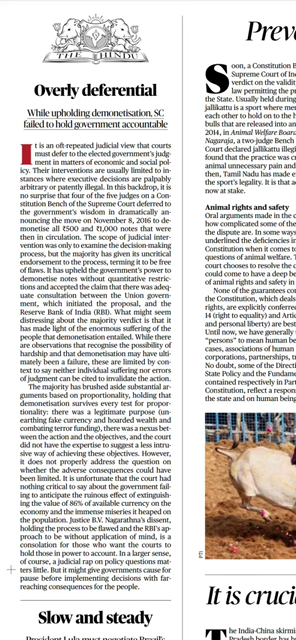 THE HINDU
Overly deferential
While upholding demonetisation, SC
failed to hold government accountable
It is an oft-repeated judicial view that courts
must defer to the elected government's judg-
ment in matters of economic and social pol-
icy. Their interventions are usually limited to in-
stances where executive decisions are palpably
arbitrary or patently illegal. In this backdrop, it is
no surprise that four of the five judges on a Con-
stitution Bench of the Supreme Court deferred to
the government's wisdom in dramatically an-
nouncing the move on November 8, 2016 to de-
monetise all ₹500 and ₹1,000 notes that were
then in circulation. The scope of judicial inter-
vention was only to examine the decision-making
process, but the majority has given its uncritical
endorsement to the process, terming it to be free
of flaws. It has upheld the government's power to
demonetise notes without quantitative restric-
tions and accepted the claim that there was adeq-
uate consultation between the Union govern-
ment, which initiated the proposal, and the
Reserve Bank of India (RBI). What might seem
distressing about the majority verdict is that it
has made light of the enormous suffering of the
people that demonetisation entailed. While there
are observations that recognise the possibility of
hardship and that demonetisation may have ulti-
mately been a failure, these are limited by con-
text to say neither individual suffering nor errors
of judgment can be cited to invalidate the action.
The majority has brushed aside substantial ar-
guments based on proportionality, holding that
demonetisation survives every test for propor-
tionality: there was a legitimate purpose (un-
earthing fake currency and hoarded wealth and
combating terror funding), there was a nexus bet-
ween the action and the objectives, and the court
did not have the expertise to suggest a less intru-
sive way of achieving these objectives. However,
it does not properly address the question on
whether the adverse consequences could have
been limited. It is unfortunate that the court had
nothing critical to say about the government fail-
ing to anticipate the ruinous effect of extinguish-
ing the value of 86% of available currency on the
economy and the immense miseries it heaped on
the population. Justice B.V. Nagarathna's dissent,
holding the process to be flawed and the RBI's ap-
proach to be without application of mind, is a
consolation for those who want the courts to
hold those in power to account. In a larger sense,
of course, a judicial rap on policy questions mat-
ters little. But it might give governments cause for
pause before implementing decisions with far-
reaching consequences for the people.
Slow and steady
Prev
Soon, a Constitution B
Supreme Court of In
verdict on the validit
law permitting the pr
the State. Usually held during
jallikattu is a sport where mer
each other to hold on to the h
bulls that are released into an
2014, in Animal Welfare Board
Nagaraja, a two-judge Bench
Court declared jallikattu illegal
found that the practice was cr
animal unnecessary pain and
then, Tamil Nadu has made e
the sport's legality. It is that a
now at stake.
Animal rights and safety
Oral arguments made in the c
how complicated some of the
the dispute are. In some ways
underlined the deficiencies in
Constitution when it comes to
questions of animal welfare. T
court chooses to resolve the c
could come to have a deep be
of animal rights and safety in
None of the guarantees con
the Constitution, which deals
rights, are explicitly conferrec
14 (right to equality) and Artic
and personal liberty) are best
Until now, we have generally
"persons" to mean human be
cases, associations of human
corporations, partnerships, tr
No doubt, some of the Directi
State Policy and the Fundame
contained respectively in Part
Constitution, reflect a respon
the state and on human being
PTI
It is cruci
The India-China skirmi